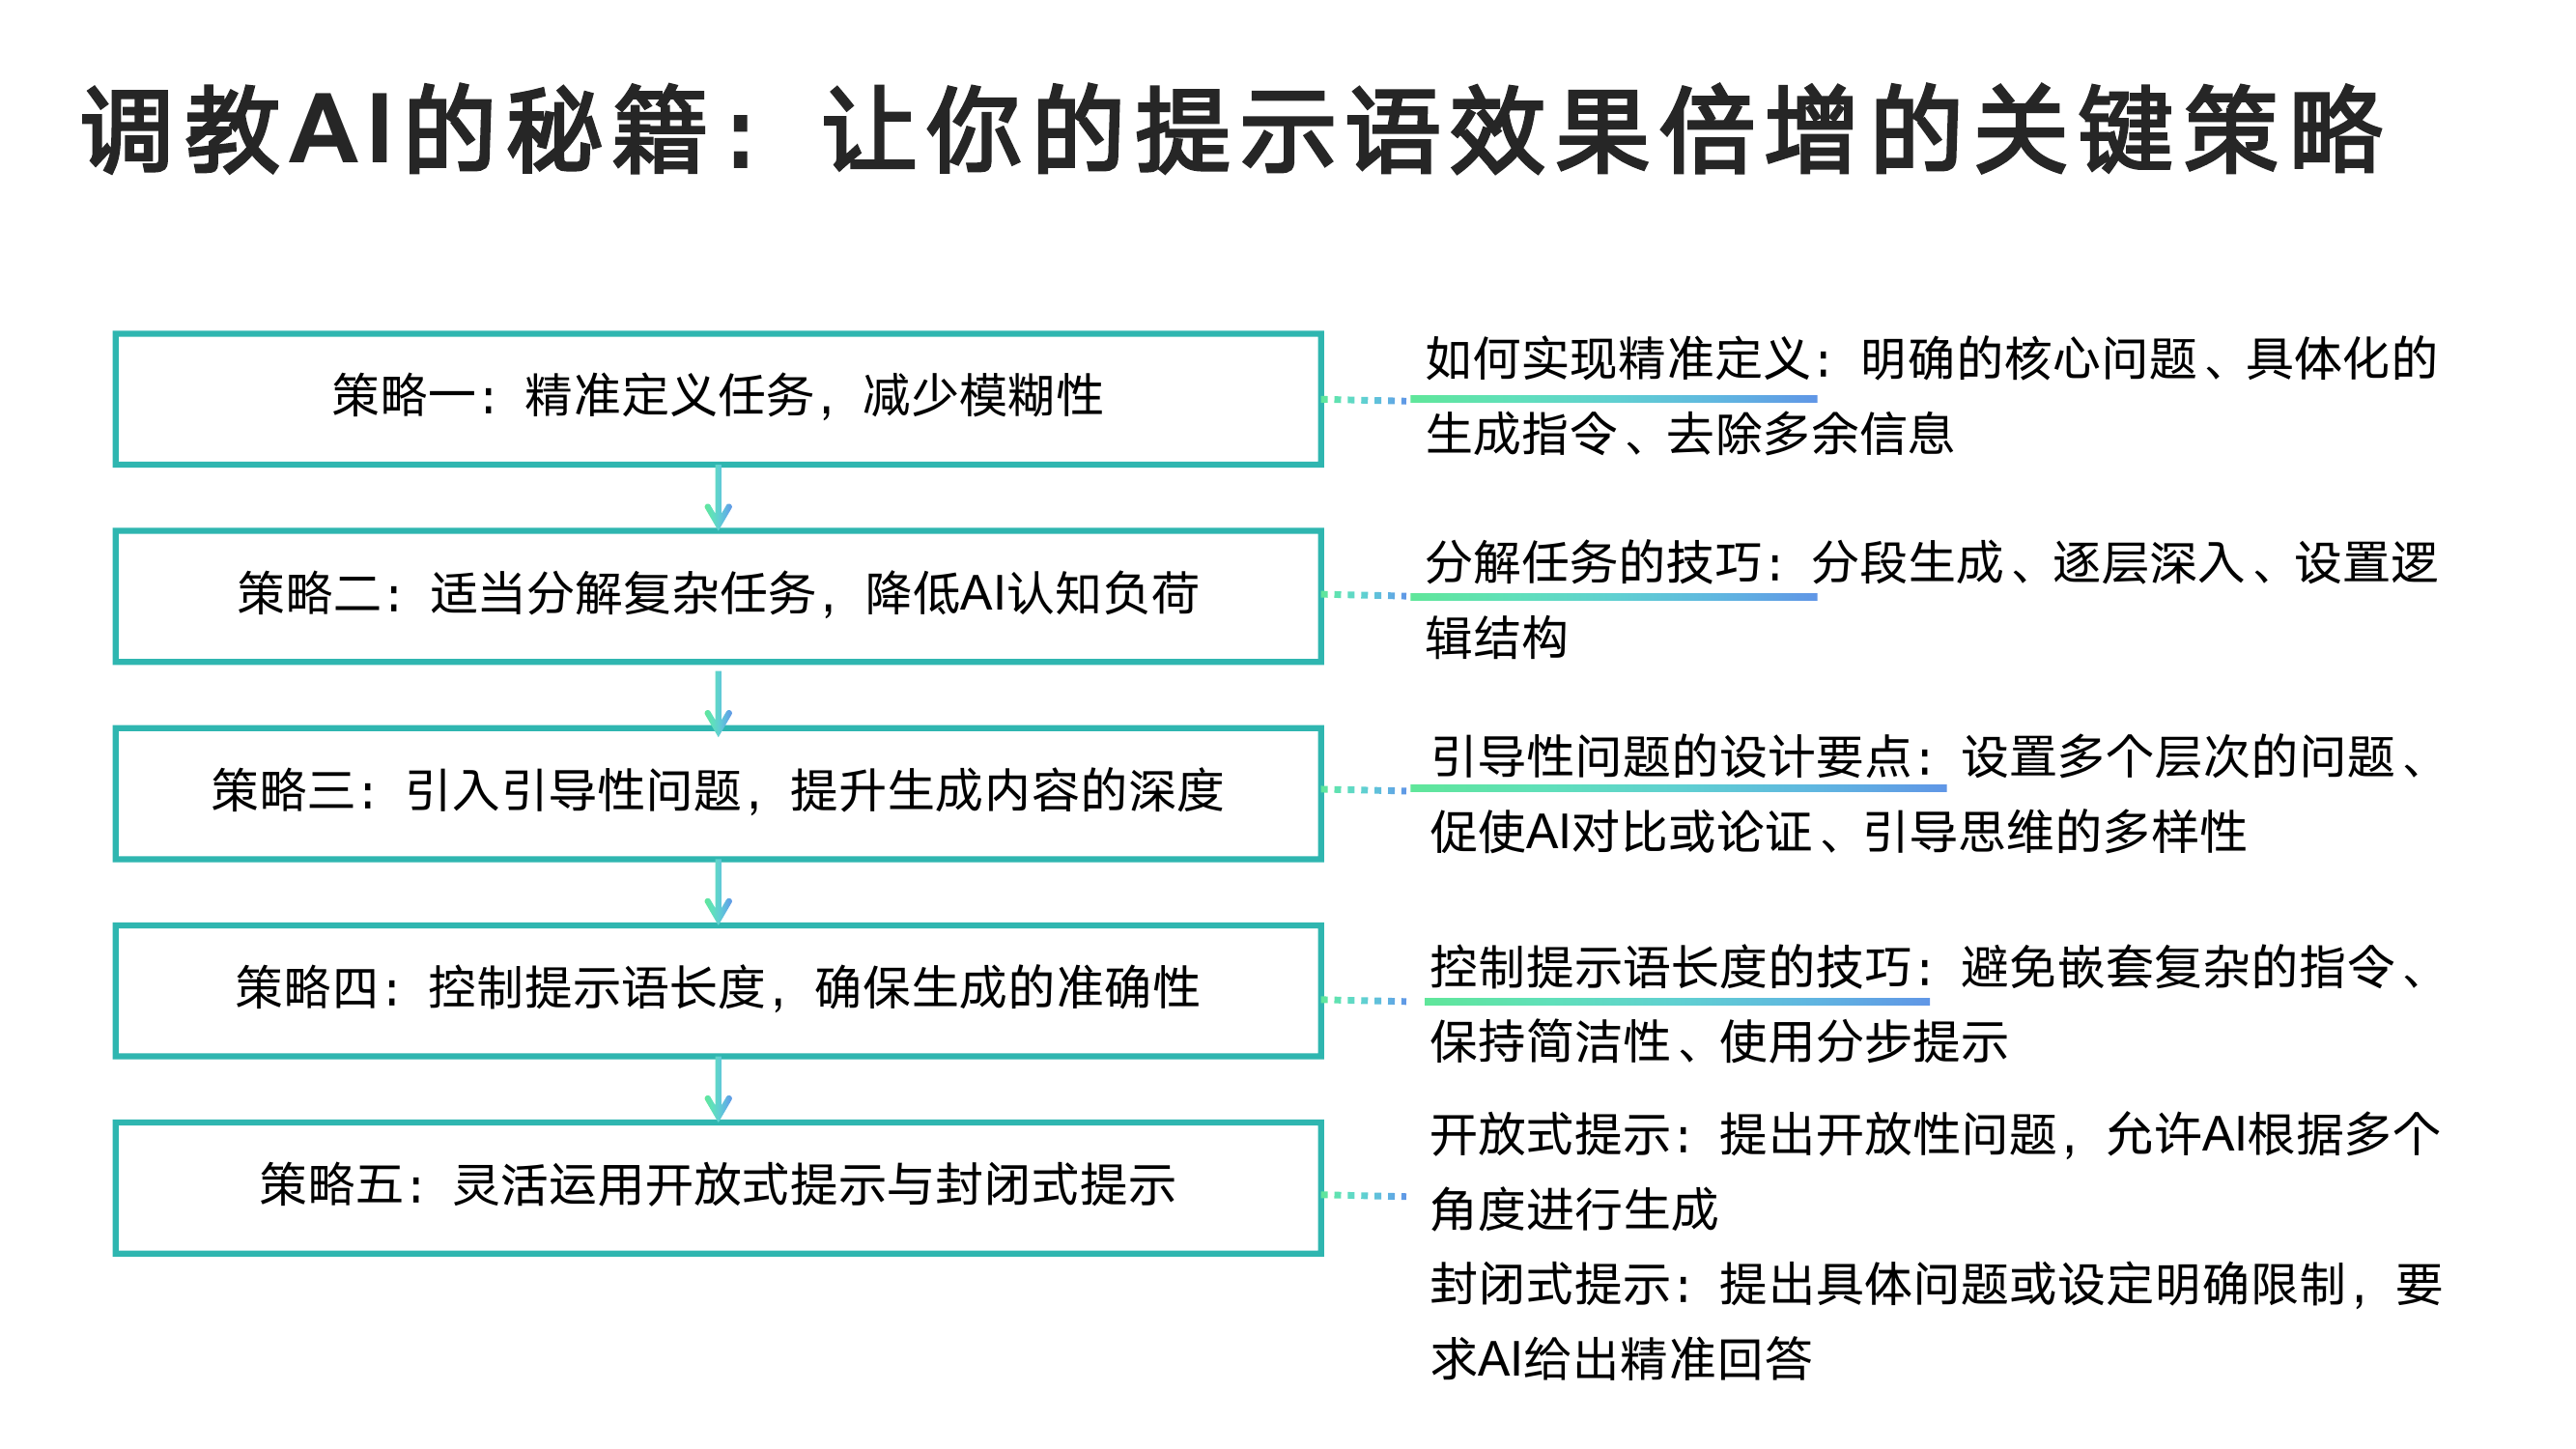 调教AI的秘籍：让你的提示语效果倍增的关键策略
策略一：精准定义任务，减少模糊性
如何实现精准定义：明确的核心问题、具体化的
生成指令、去除多余信息
策略二：适当分解复杂任务，降低AI认知负荷
分解任务的技巧：分段生成、逐层深入、设置逻
辑结构
策略三：引入引导性问题，提升生成内容的深度
引导性问题的设计要点：设置多个层次的问题、
促使AI对比或论证、引导思维的多样性
策略四：控制提示语长度，确保生成的准确性
控制提示语长度的技巧：避免嵌套复杂的指令、
保持简洁性、使用分步提示
策略五：灵活运用开放式提示与封闭式提示
开放式提示：提出开放性问题，允许AI根据多个
角度进行生成
封闭式提示：提出具体问题或设定明确限制，要
求AI给出精准回答